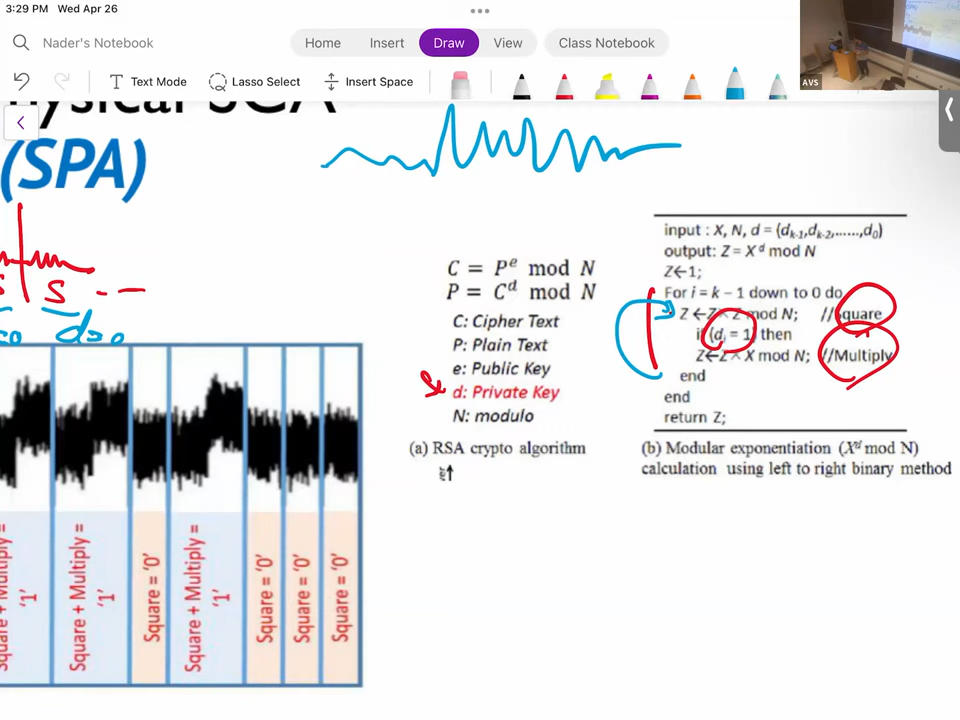 3:29 PM Wed Apr 26
Nader's Notebook
Home Insert Draw View Class Notebook
Text Mode Lasso Select Insert Space
AVS
(SPA)
S
C = P^e mod N
P = C^d mod N
C: Cipher Text
P: Plain Text
e: Public Key
d: Private Key
N: modulo
(a) RSA crypto algorithm
input : X, N, d = (d_{k-1},d_{k-2},......,d_0)
output: Z = X^d mod N
Z←1;
For i = k – 1 down to 0 do
Z ← Z × Z mod N; //Square
if (d_i = 1) then
Z←Z × X mod N; //Multiply
end
end
return Z;
(b) Modular exponentiation (X^d mod N)
calculation using left to right binary method
Square + Multiply =
'1'
Square + Multiply =
'1'
Square = '0'
Square + Multiply =
'1'
Square = '0'
Square = '0'
Square = '0'